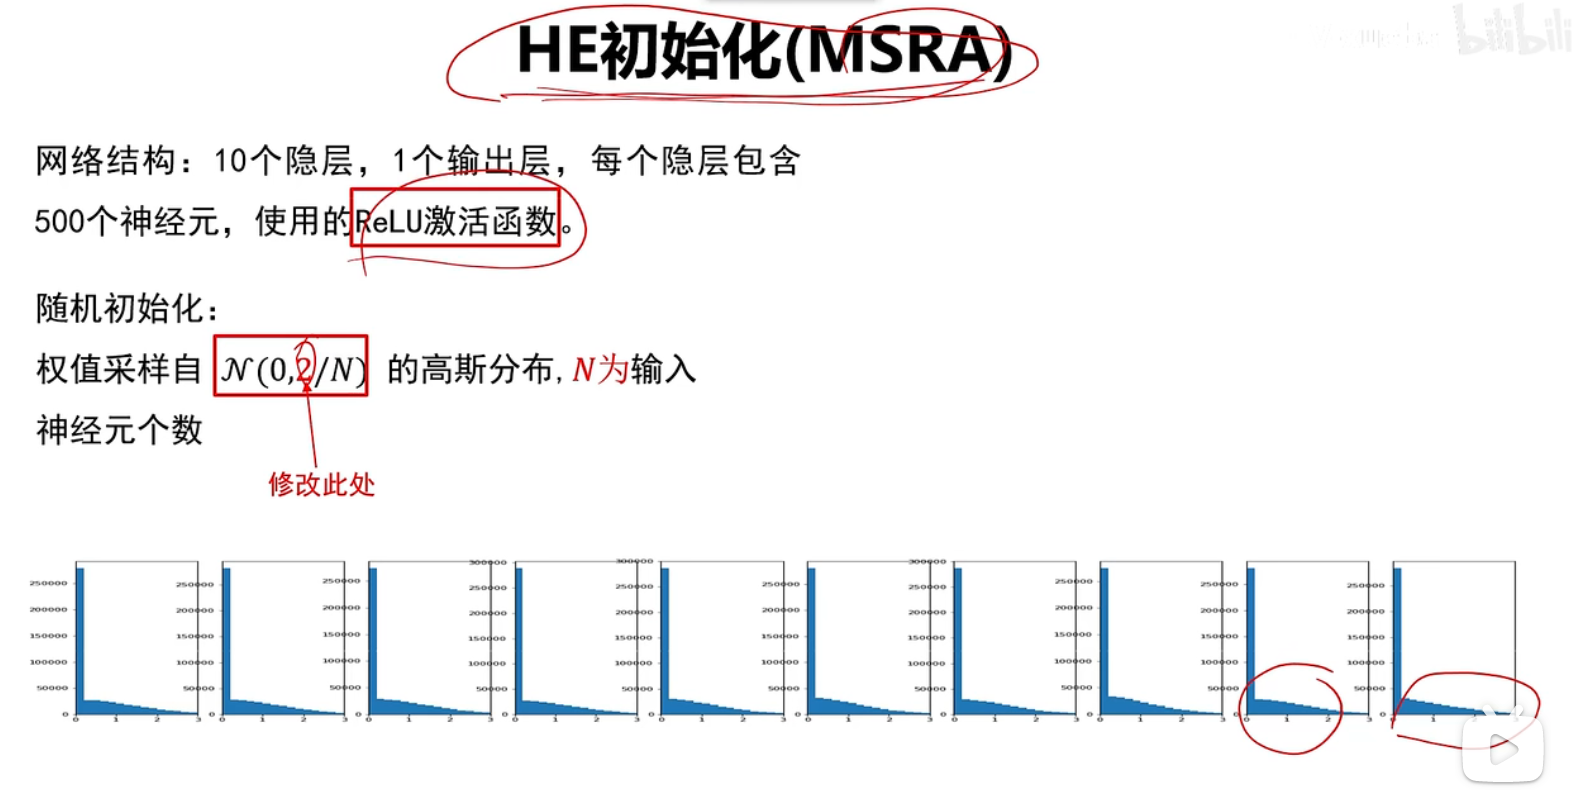 HE初始化(MSRA)
bilibili
网络结构：10个隐层，1个输出层，每个隐层包含
500个神经元，使用的ReLU激活函数。
随机初始化：
权值采样自 𝒩(0,2/N) 的高斯分布, N为输入
神经元个数
修改此处
250000 200000 150000 100000 50000 0
250000 200000 150000 100000 50000 0
250000 200000 150000 100000 50000 0
300000 250000 200000 150000 100000 50000 0
300000 250000 200000 150000 100000 50000 0
250000 200000 150000 100000 50000 0
300000 250000 200000 150000 100000 50000 0
250000 200000 150000 100000 50000 0
250000 200000 150000 100000 50000 0
250000 200000 150000 100000 50000 0
0 1 2 3 0 1 2 3 0 1 2 3 0 1 2 3 0 1 2 3 0 1 2 3 0 1 2 3 0 1 2 3 0 1 2 3 0 1